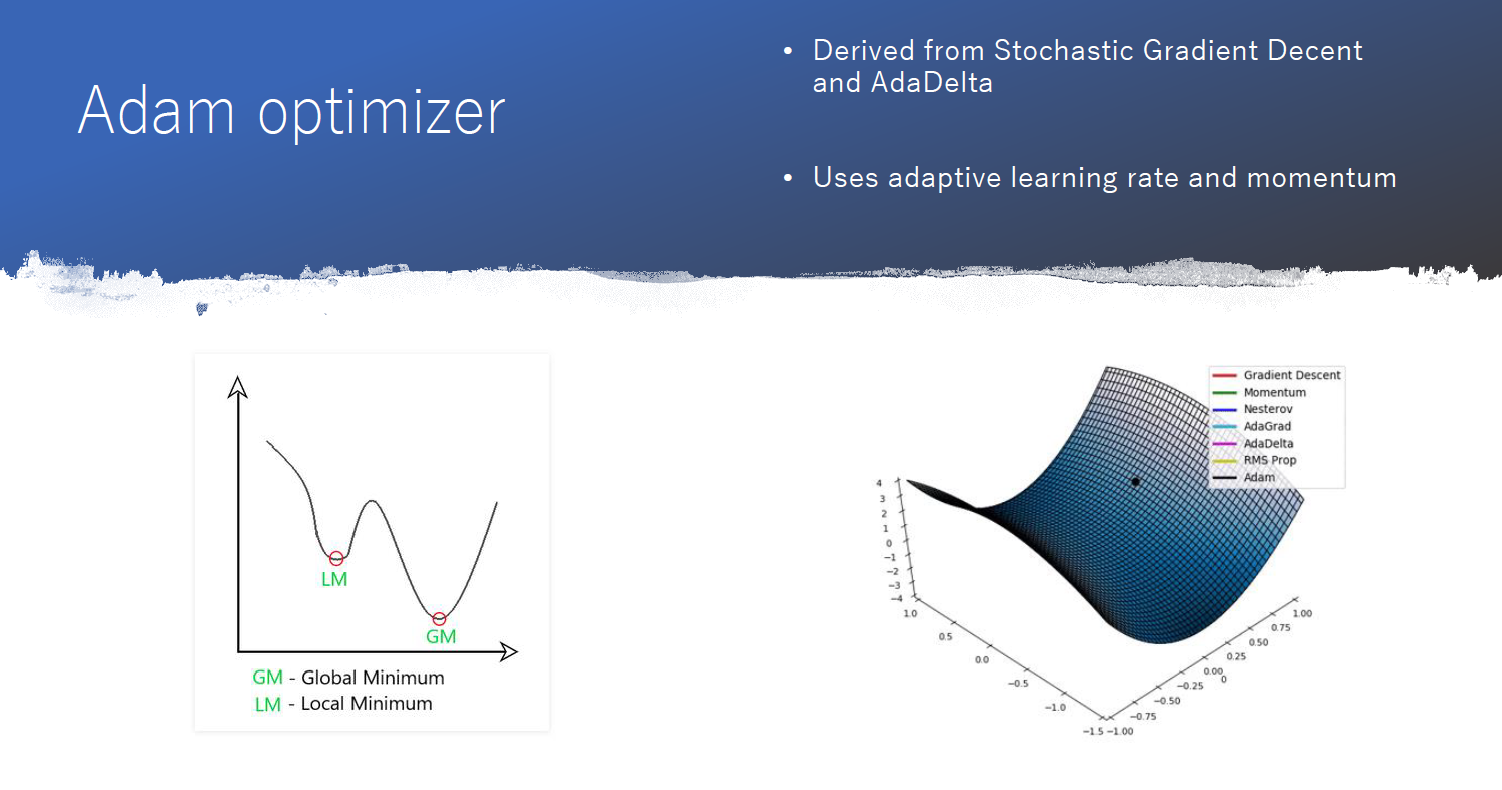 Adam optimizer
• Derived from Stochastic Gradient Decent
and AdaDelta
• Uses adaptive learning rate and momentum
LM
GM
GM - Global Minimum
LM - Local Minimum
Gradient Descent
Momentum
Nesterov
AdaGrad
AdaDelta
RMS Prop
Adam
4
3
2
1
0
−1
−2
−3
−4
1.0
0.5
0.0
−0.5
−1.0
−1.5
−1.00
−0.75
−0.50
−0.25
0.00
0
0.25
0.50
0.75
1.00